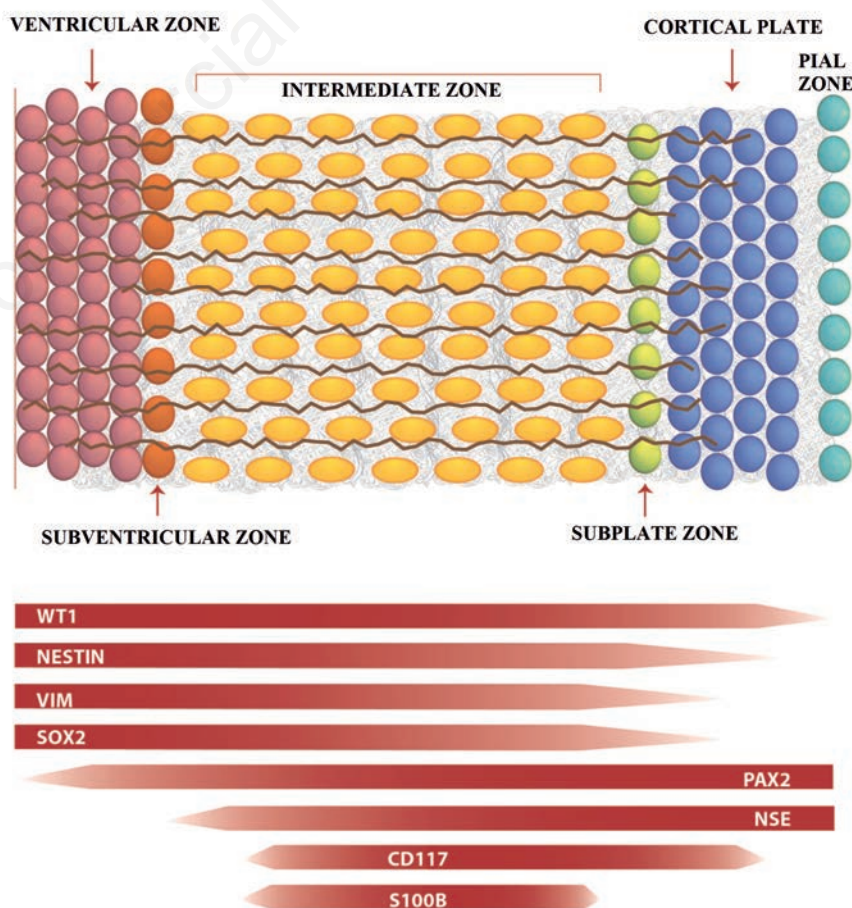 VENTRICULAR ZONE
CORTICAL PLATE
PIAL
ZONE
INTERMEDIATE ZONE
SUBVENTRICULAR ZONE
SUBPLATE ZONE
WT1
NESTIN
VIM
SOX2
PAX2
NSE
CD117
S100B